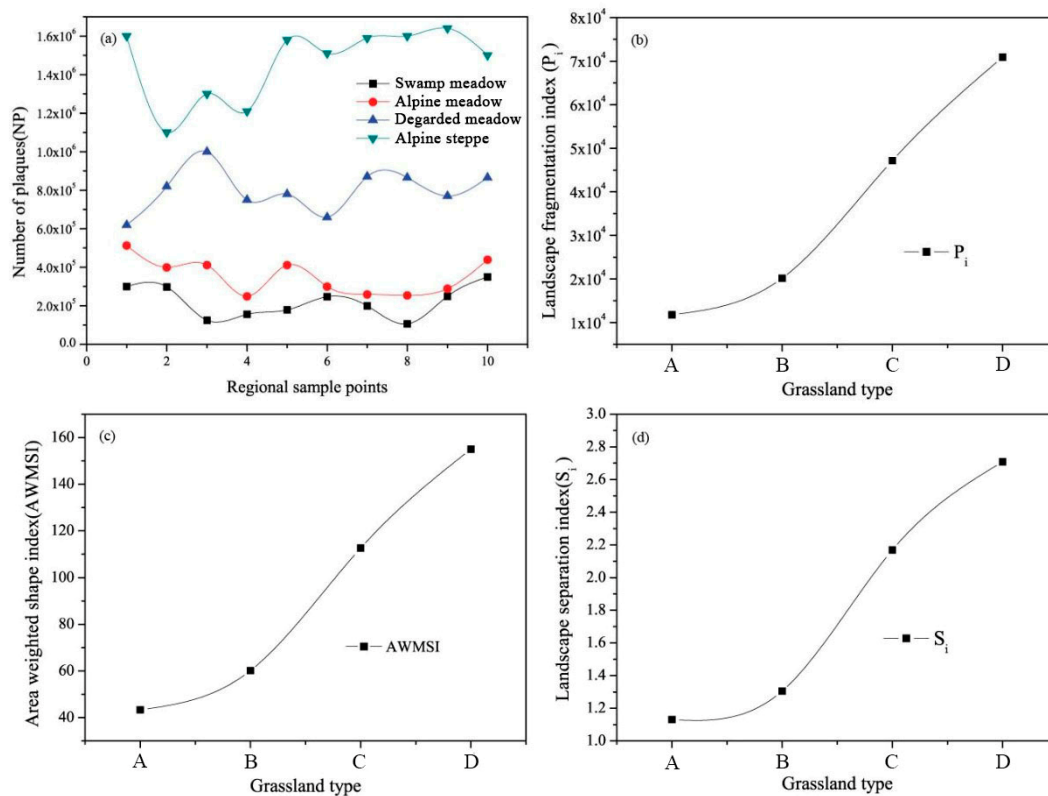 (a)
Number of plaques(NP)
1.6x10⁶
1.4x10⁶
1.2x10⁶
1.0x10⁶
8.0x10⁵
6.0x10⁵
4.0x10⁵
2.0x10⁵
0.0
Swamp meadow
Alpine meadow
Degarded meadow
Alpine steppe
0 2 4 6 8 10
Regional sample points
(b)
Landscape fragmentation index (Pᵢ)
8x10⁴
7x10⁴
6x10⁴
5x10⁴
4x10⁴
3x10⁴
2x10⁴
1x10⁴
Pᵢ
A B C D
Grassland type
(c)
Area weighted shape index(AWMSI)
160
140
120
100
80
60
40
AWMSI
A B C D
Grassland type
(d)
Landscape separation index(Sᵢ)
3.0
2.8
2.6
2.4
2.2
2.0
1.8
1.6
1.4
1.2
1.0
Sᵢ
A B C D
Grassland type